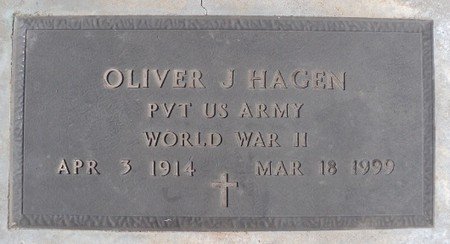 OLIVER J HAGEN
PVT US ARMY
WORLD WAR II
APR 3 1914 MAR 18 1999